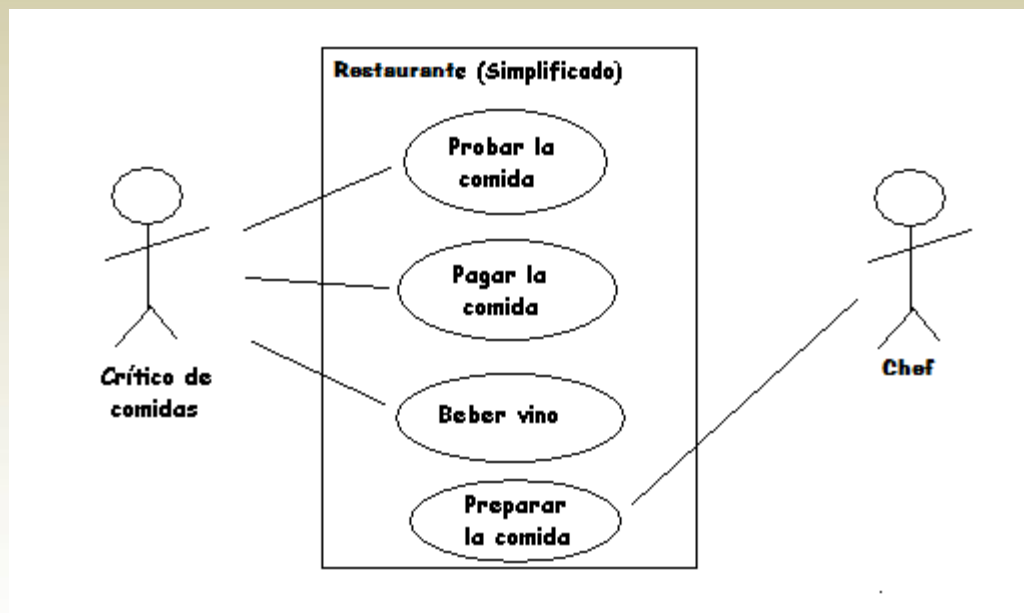 Restaurante (Simplificado)
Probar la
comida
Pagar la
comida
Crítico de
comidas
Chef
Beber vino
Preparar
la comida